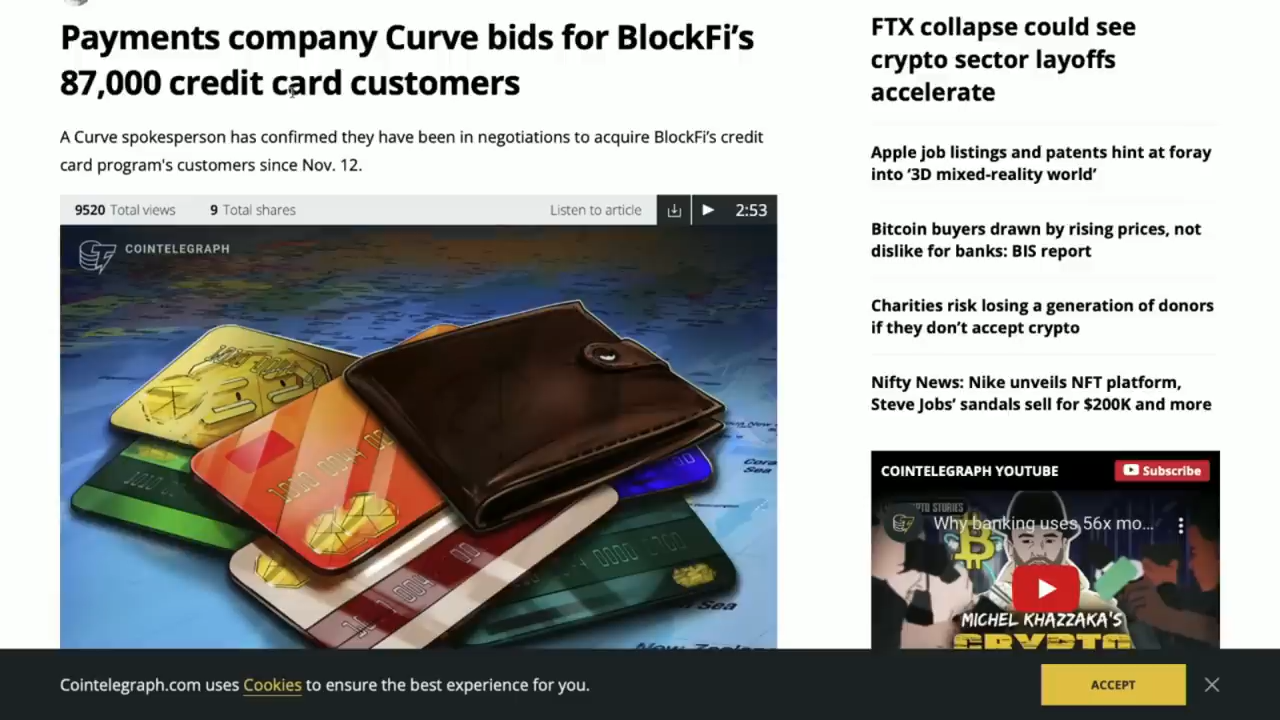 Payments company Curve bids for BlockFi's
87,000 credit card customers
A Curve spokesperson has confirmed they have been in negotiations to acquire BlockFi's credit
card program's customers since Nov. 12.
9520 Total views 9 Total shares Listen to article 2:53
COINTELEGRAPH
FTX collapse could see
crypto sector layoffs
accelerate
Apple job listings and patents hint at foray
into ‘3D mixed-reality world’
Bitcoin buyers drawn by rising prices, not
dislike for banks: BIS report
Charities risk losing a generation of donors
if they don’t accept crypto
Nifty News: Nike unveils NFT platform,
Steve Jobs’ sandals sell for $200K and more
COINTELEGRAPH YOUTUBE Subscribe
Why banking uses 56x mo...
MICHEL KHAZZAKA'S
CRYPTO
Cointelegraph.com uses Cookies to ensure the best experience for you.
ACCEPT